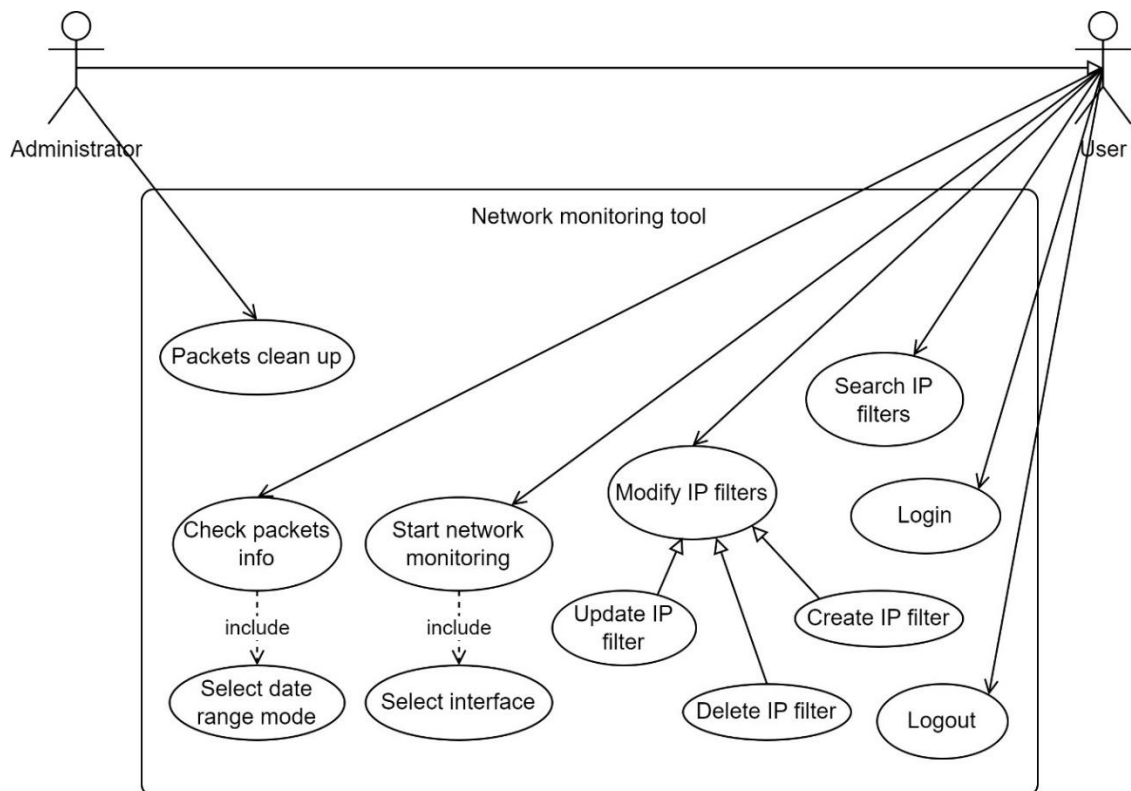 Administrator
User
Network monitoring tool
Packets clean up
Search IP
filters
Modify IP filters
Login
Check packets
info
Start network
monitoring
Update IP
filter
Create IP filter
include
include
Select date
range mode
Select interface
Delete IP filter
Logout